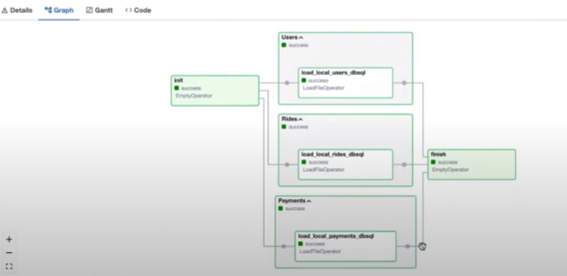 Details Graph Gantt Code
Users
success
load_local_users_dbsql
success
LoadFileOperator
init
success
EmptyOperator
Rides
success
load_local_rides_dbsql
success
LoadFileOperator
finish
success
EmptyOperator
Payments
success
load_local_payments_dbsql
success
LoadFileOperator